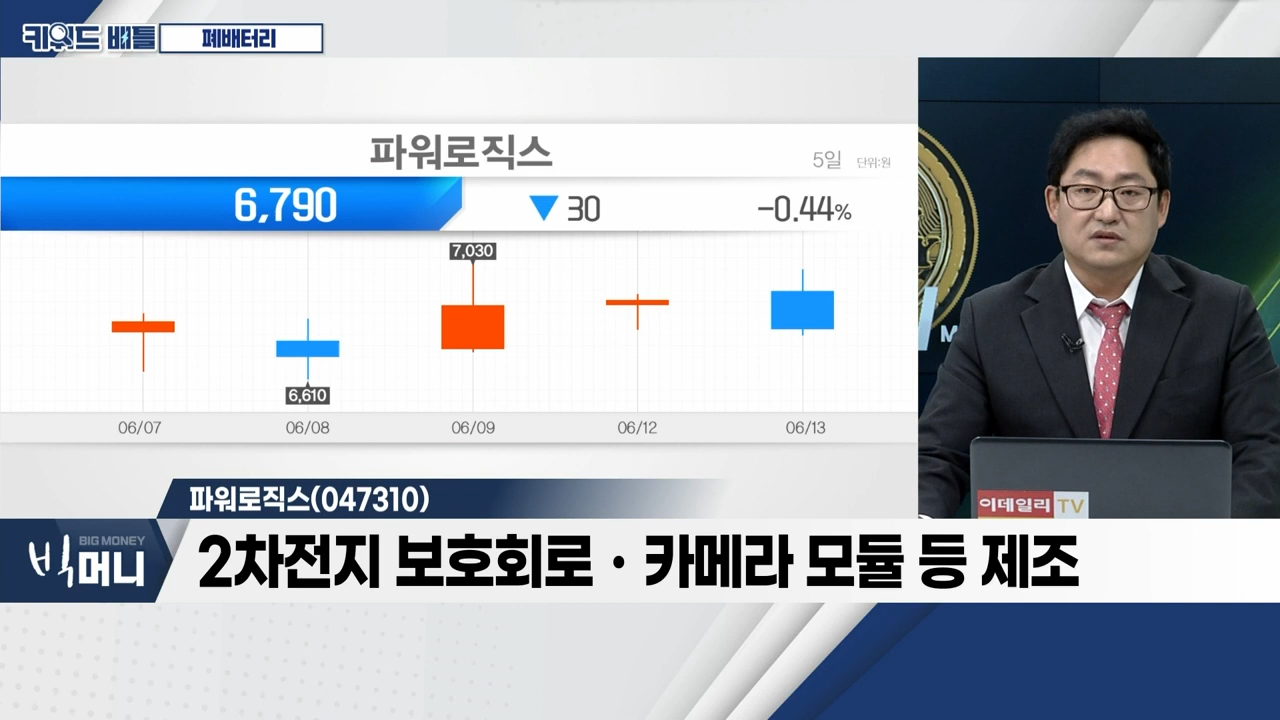 키워드 배틀
폐배터리
파워로직스
5일 단위:원
6,790 ▼ 30 -0.44%
7,030
6,610
06/07 06/08 06/09 06/12 06/13
M
이데일리 TV
파워로직스(047310)
빅머니 BIG MONEY
2차전지 보호회로·카메라 모듈 등 제조